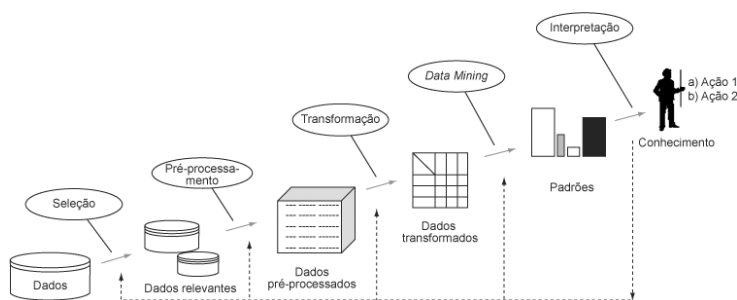 Interpretação
a) Ação 1
b) Ação 2
Conhecimento
Data Mining
Padrões
Transformação
Dados
transformados
Pré-processa-
mento
Dados
pré-processados
Seleção
Dados relevantes
Dados